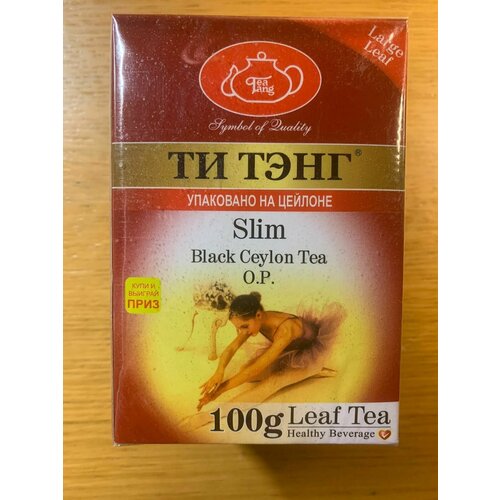 Large
Leaf
Tea
Tang
Symbol of Quality
ТИ ТЭНГ®
УПАКОВАНО НА ЦЕЙЛОНЕ
Slim
Black Ceylon Tea
O.P.
КУПИ И
ВЫИГРАЙ
ПРИЗ
100g Leaf Tea
Healthy Beverage